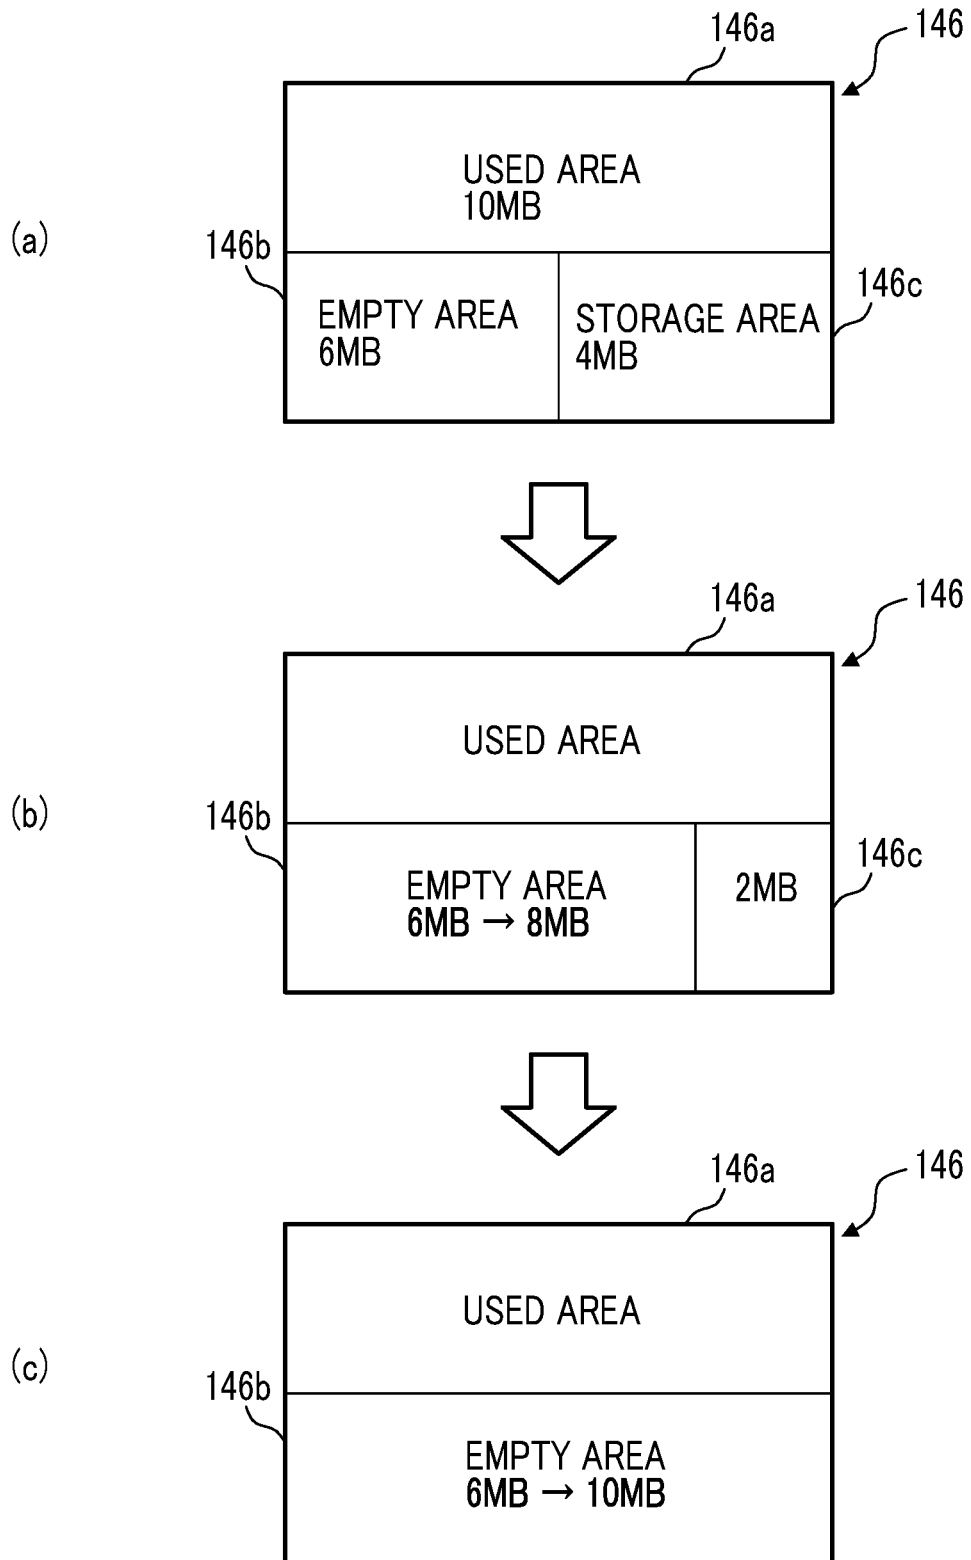 146a
146
(a)
USED AREA
10MB
146b
146c
EMPTY AREA
6MB
STORAGE AREA
4MB
146a
146
(b)
USED AREA
146b
146c
EMPTY AREA
6MB → 8MB
2MB
146a
146
(c)
USED AREA
146b
EMPTY AREA
6MB → 10MB